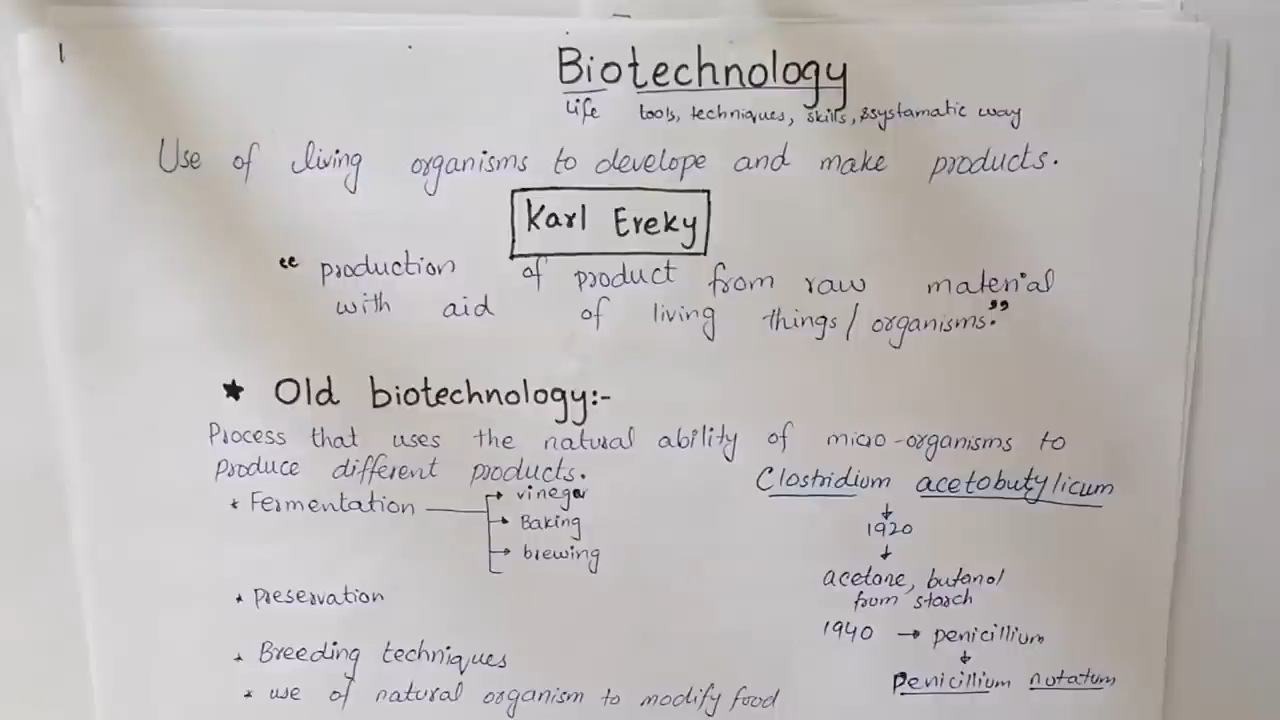 1
Biotechnology
Life tools, techniques, skills, & systamatic way
Use of living organisms to develope and make products.
Karl Ereky
"production of product from raw material
with aid of living things/organisms."
★ Old biotechnology:-
Process that uses the natural ability of micro-organisms to
produce different products.
* Fermentation → vinegar
→ Baking
→ brewing
* preservation
* Breeding techniques
* use of natural organism to modify food
Clostridium acetobutylicum
↓
1920
↓
acetone, butanol
from starch
1940 → penicillium
↓
Penicillium notatum